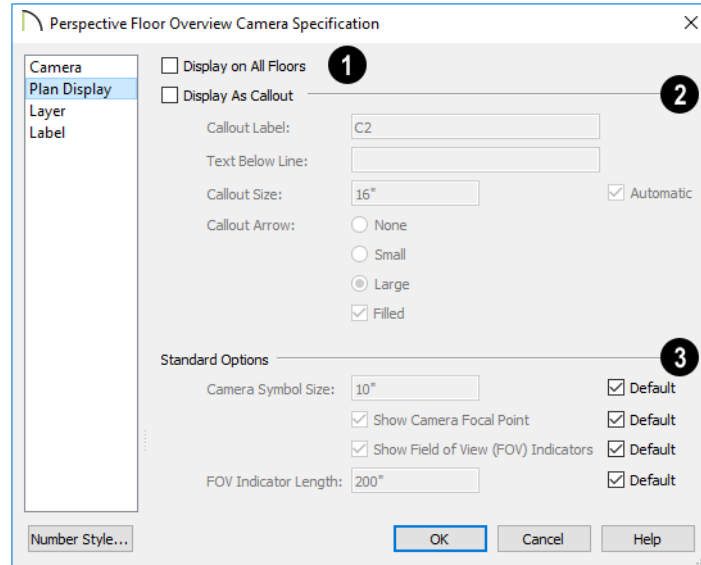 Perspective Floor Overview Camera Specification
Camera
Plan Display
Layer
Label
Display on All Floors 1
Display As Callout 2
Callout Label: C2
Text Below Line:
Callout Size: 16" Automatic
Callout Arrow: None
Small
Large
Filled
Standard Options 3
Camera Symbol Size: 10" Default
Show Camera Focal Point Default
Show Field of View (FOV) Indicators Default
FOV Indicator Length: 200" Default
Number Style... OK Cancel Help